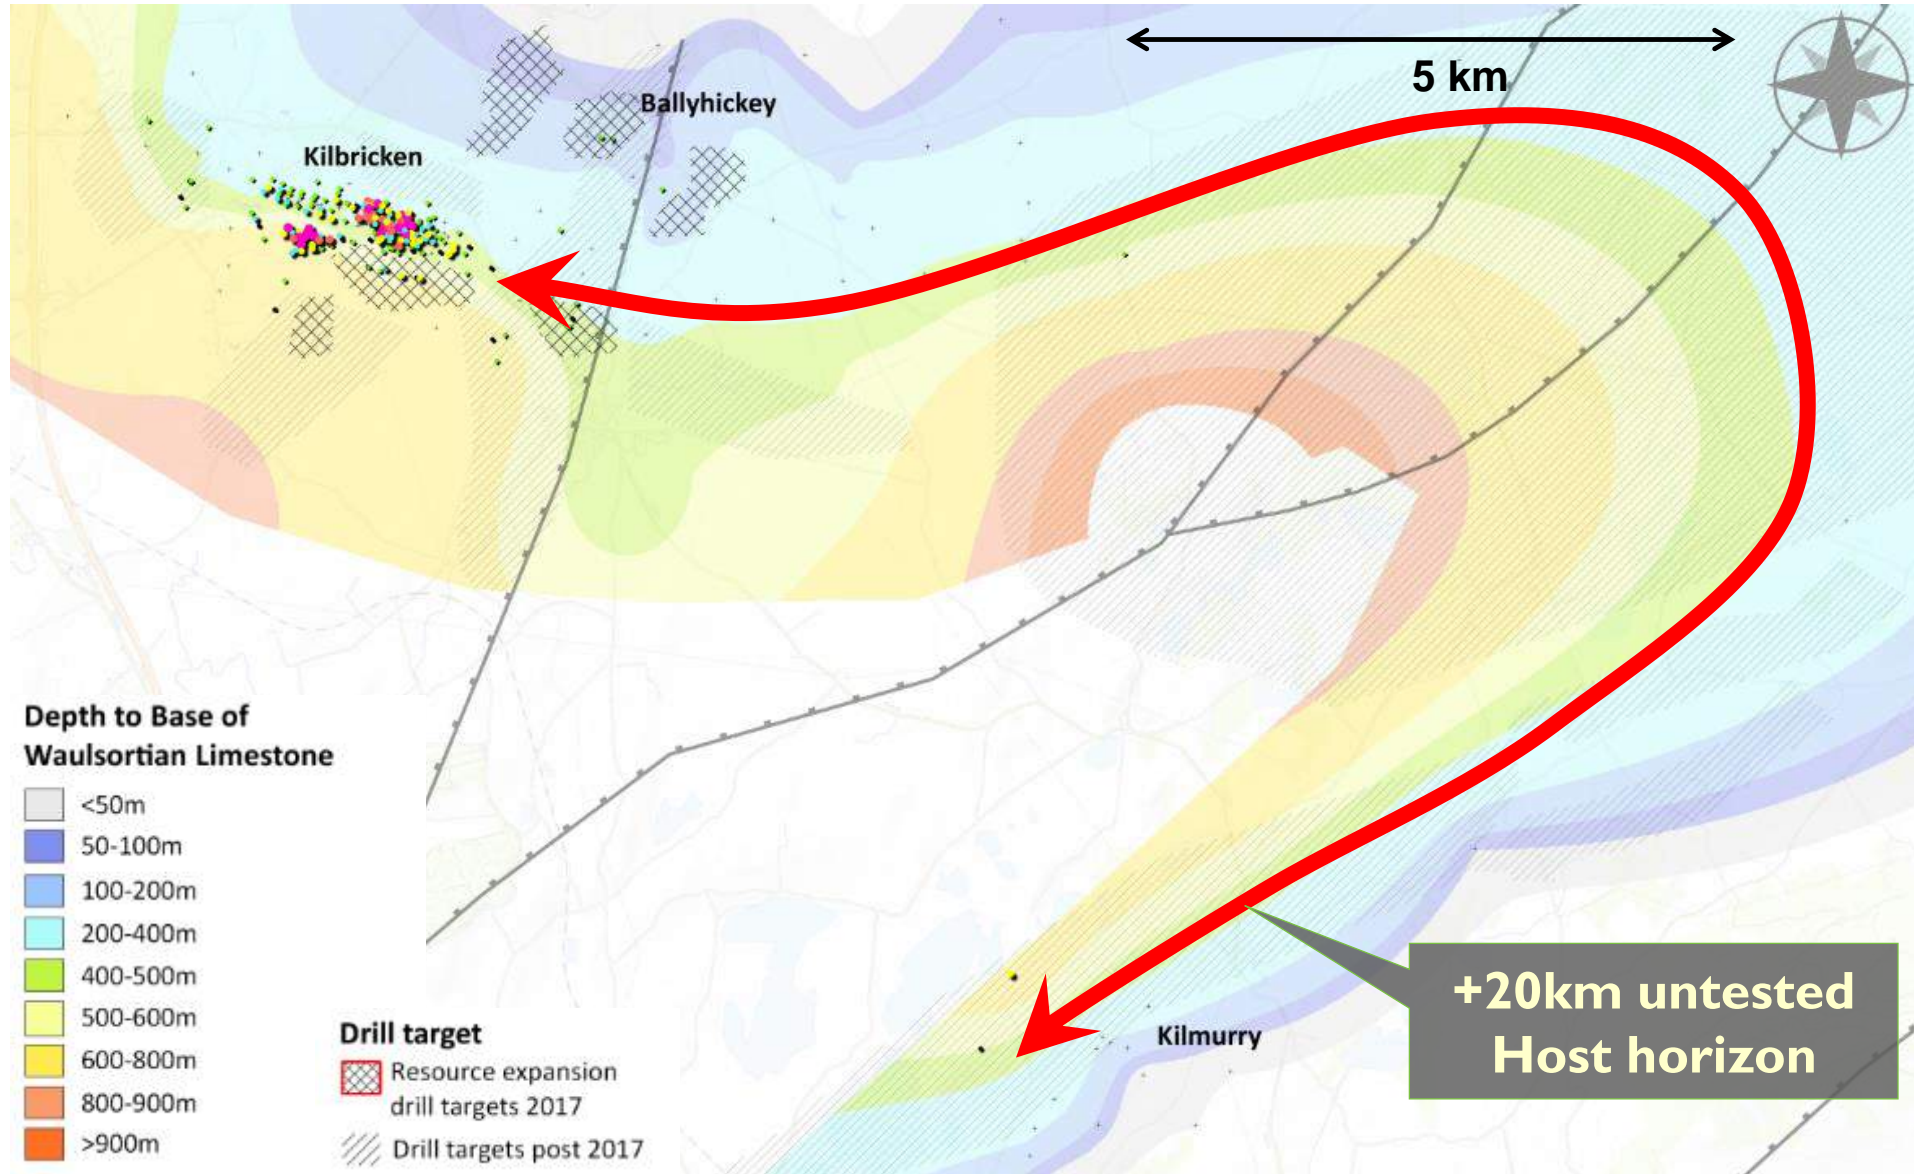 5 km
Ballyhickey
Kilbricken
Depth to Base of
Waulsortian Limestone
<50m
50-100m
100-200m
200-400m
400-500m
500-600m
600-800m
800-900m
>900m
Drill target
Resource expansion
drill targets 2017
Drill targets post 2017
Kilmurry
+20km untested
Host horizon